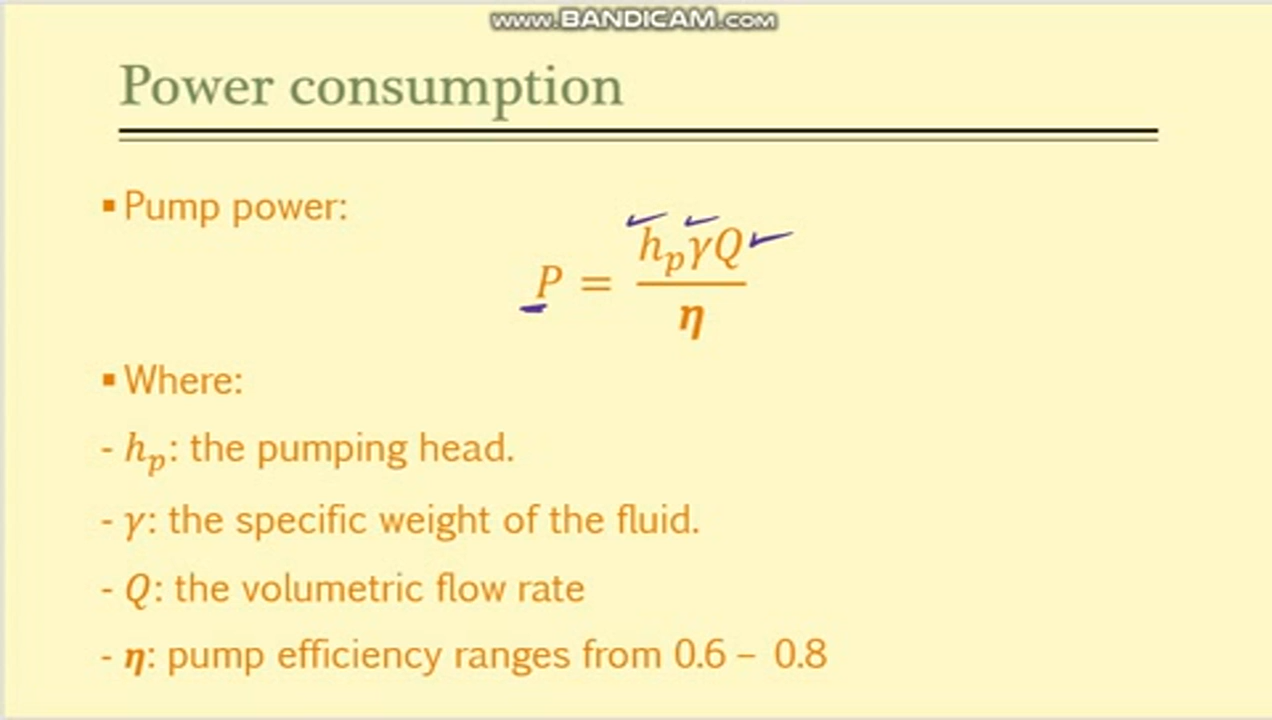 www.BANDICAM.com
Power consumption
▪ Pump power:
P = hₚγQ / η
▪ Where:
- hₚ: the pumping head.
- γ: the specific weight of the fluid.
- Q: the volumetric flow rate
- η: pump efficiency ranges from 0.6 – 0.8